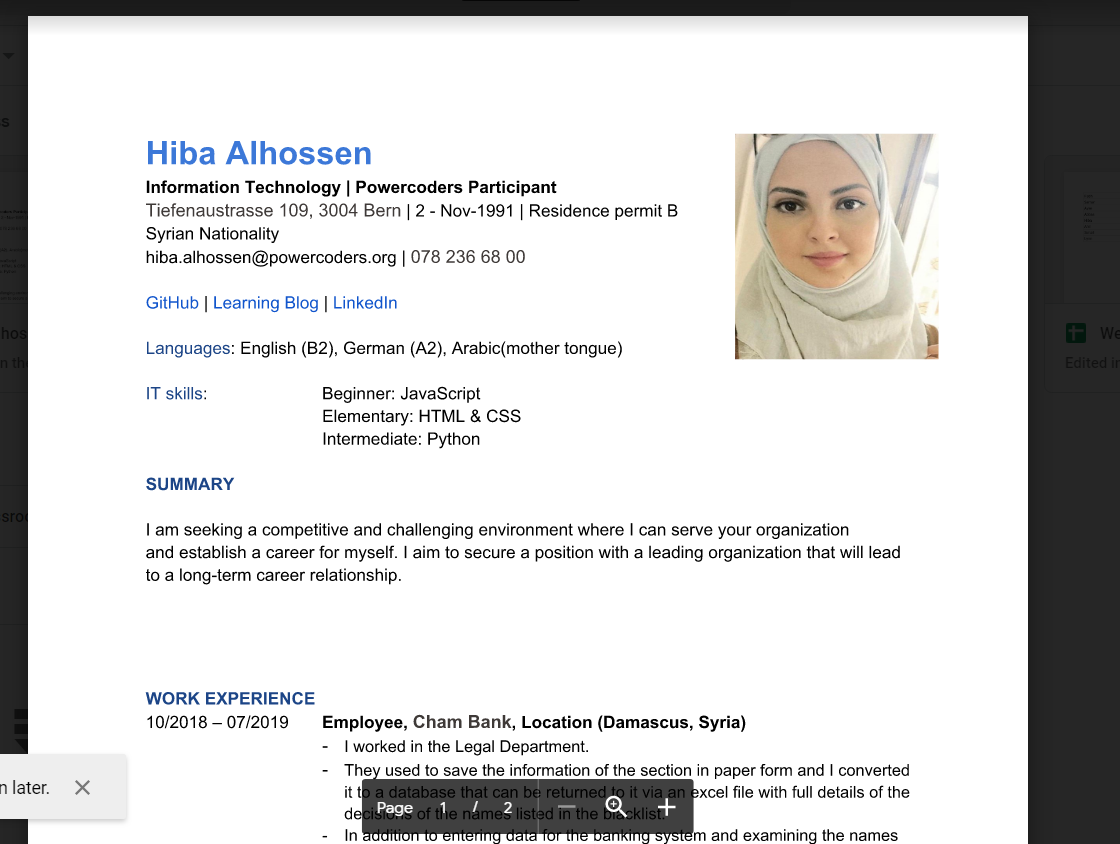 Hiba Alhossen
Information Technology | Powercoders Participant
Tiefenaustrasse 109, 3004 Bern | 2 - Nov-1991 | Residence permit B
Syrian Nationality
hiba.alhossen@powercoders.org | 078 236 68 00
GitHub | Learning Blog | LinkedIn
Languages: English (B2), German (A2), Arabic(mother tongue)
IT skills: Beginner: JavaScript
Elementary: HTML & CSS
Intermediate: Python
SUMMARY
I am seeking a competitive and challenging environment where I can serve your organization
and establish a career for myself. I aim to secure a position with a leading organization that will lead
to a long-term career relationship.
WORK EXPERIENCE
10/2018 – 07/2019 Employee, Cham Bank, Location (Damascus, Syria)
- I worked in the Legal Department.
- They used to save the information of the section in paper form and I converted
it to a database that can be returned to it via an excel file with full details of the
decisions of the names listed in the blacklist.
- In addition to entering data for the banking system and examining the names
Page 1 / 2
n later.
We
Edited in